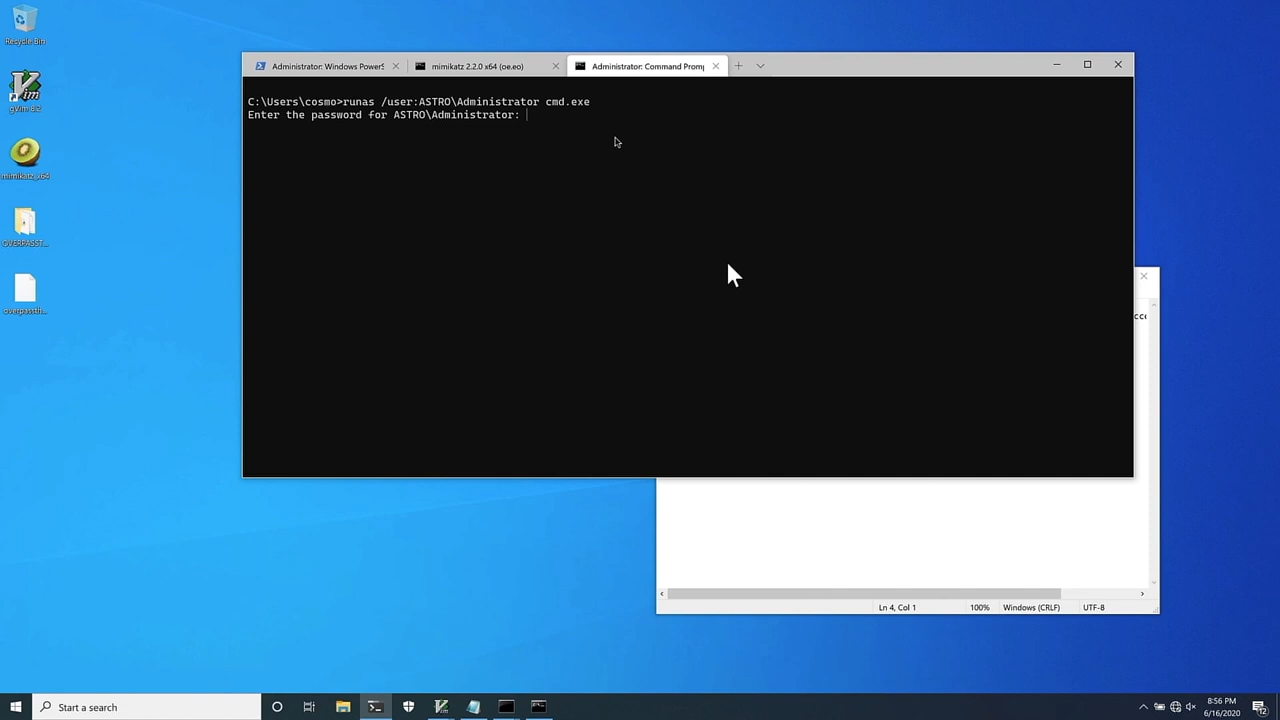 Recycle Bin
gVim 8.2
mimikatz_x64
OVERPASST...
overpassth...
Administrator: Windows PowerS
mimikatz 2.2.0 x64 (oe.eo)
Administrator: Command Promp
C:\Users\cosmo>runas /user:ASTRO\Administrator cmd.exe
Enter the password for ASTRO\Administrator:
Ln 4, Col 1
100%
Windows (CRLF)
UTF-8
Start a search
8:56 PM
6/16/2020